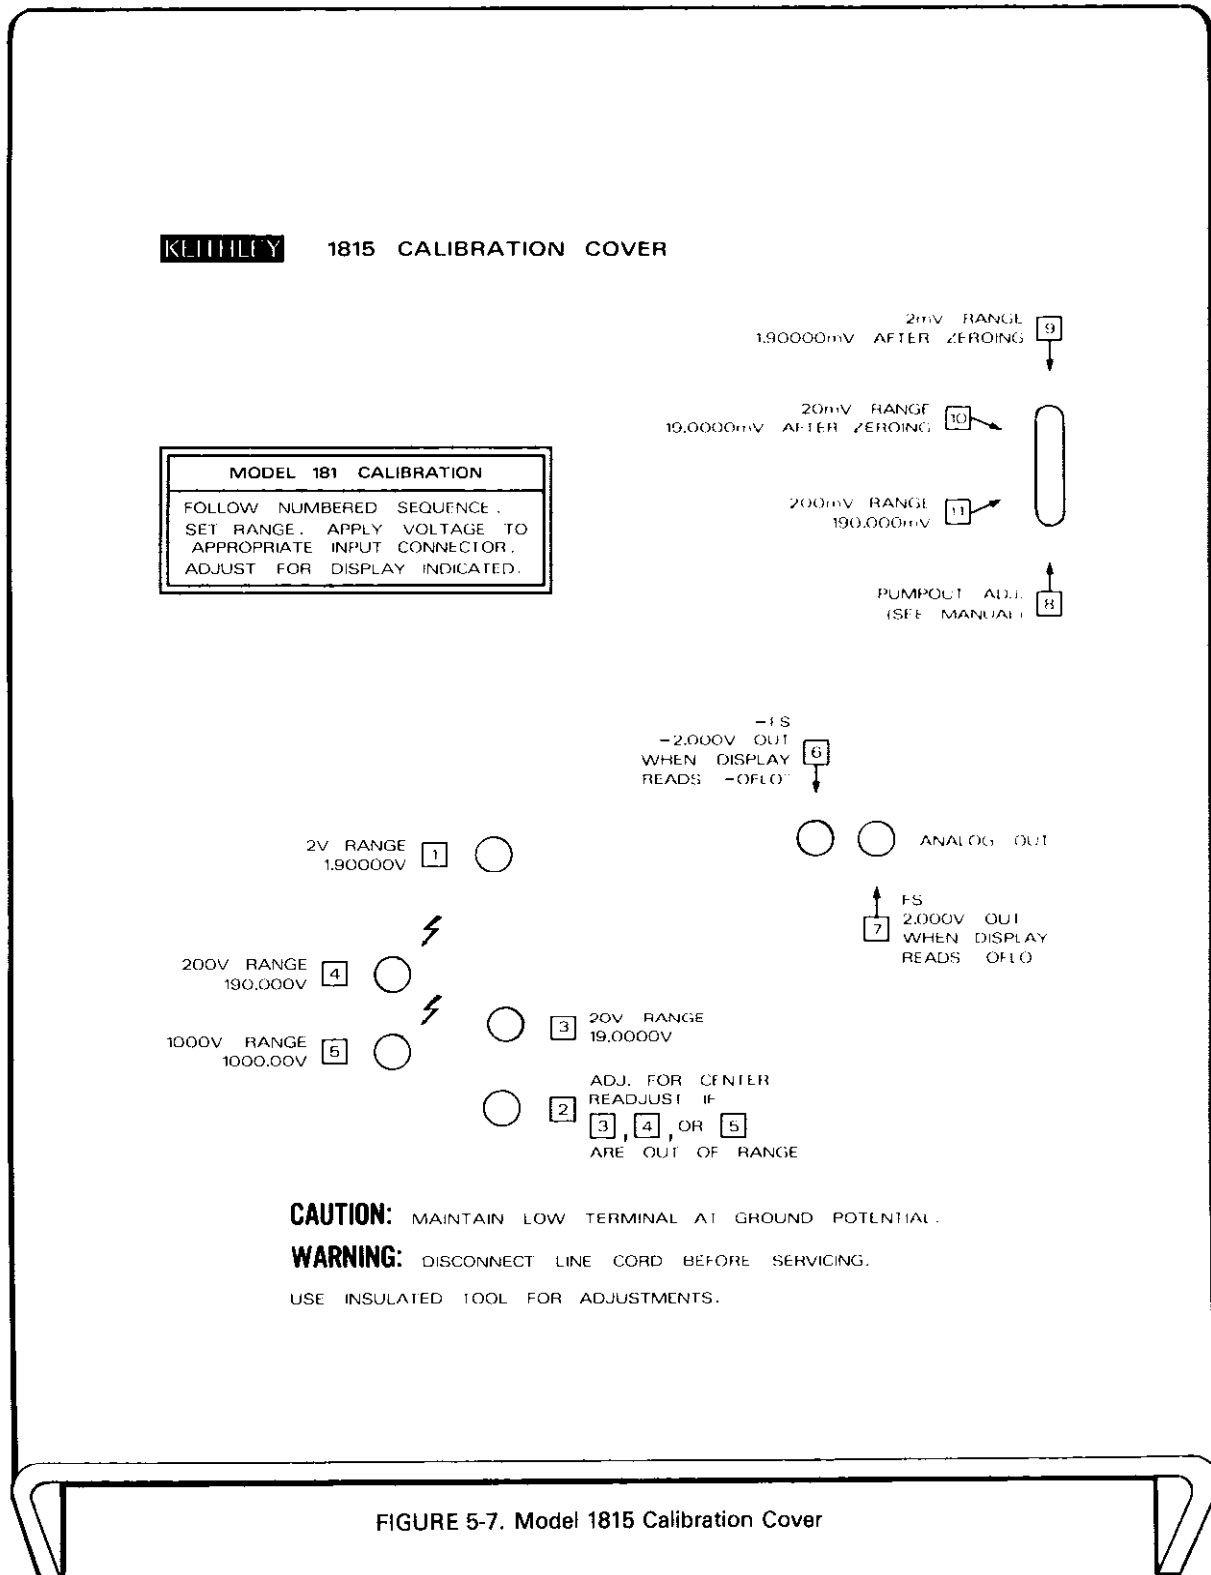 KEITHLEY 1815 CALIBRATION COVER
2mV RANGE
1.90000mV AFTER ZEROING
9
20mV RANGE
19.0000mV AFTER ZEROING
10
200mV RANGE
190.000mV
11
PUMPOUT ADJ.
(SEE MANUAL)
8
MODEL 181 CALIBRATION
FOLLOW NUMBERED SEQUENCE.
SET RANGE. APPLY VOLTAGE TO
APPROPRIATE INPUT CONNECTOR.
ADJUST FOR DISPLAY INDICATED.
-FS
-2.000V OUT
WHEN DISPLAY
READS -OFLO
6
ANALOG OUT
7
FS
2.000V OUT
WHEN DISPLAY
READS OFLO
2V RANGE
1.90000V
1
200V RANGE
190.000V
4
1000V RANGE
1000.00V
5
3
20V RANGE
19.0000V
2
ADJ. FOR CENTER
READJUST IF
3, 4, OR 5
ARE OUT OF RANGE
CAUTION: MAINTAIN LOW TERMINAL AT GROUND POTENTIAL.
WARNING: DISCONNECT LINE CORD BEFORE SERVICING.
USE INSULATED TOOL FOR ADJUSTMENTS.
FIGURE 5-7. Model 1815 Calibration Cover